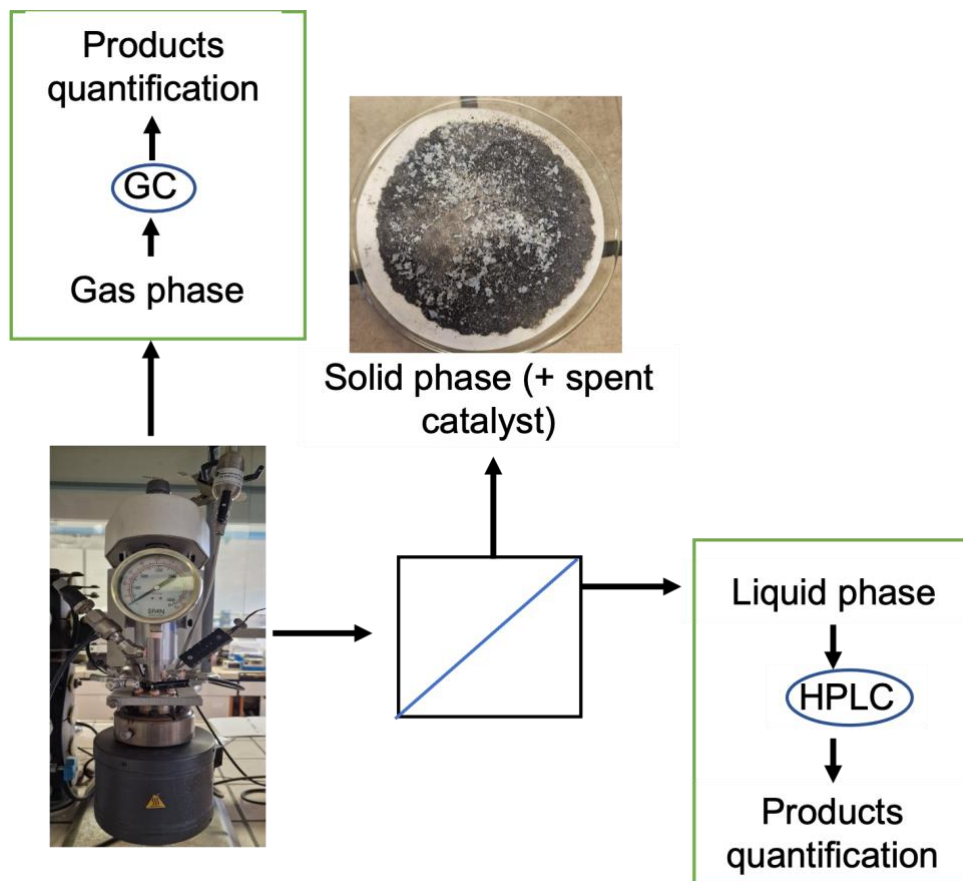 Products
quantification
GC
Gas phase
Solid phase (+ spent
catalyst)
Liquid phase
HPLC
Products
quantification